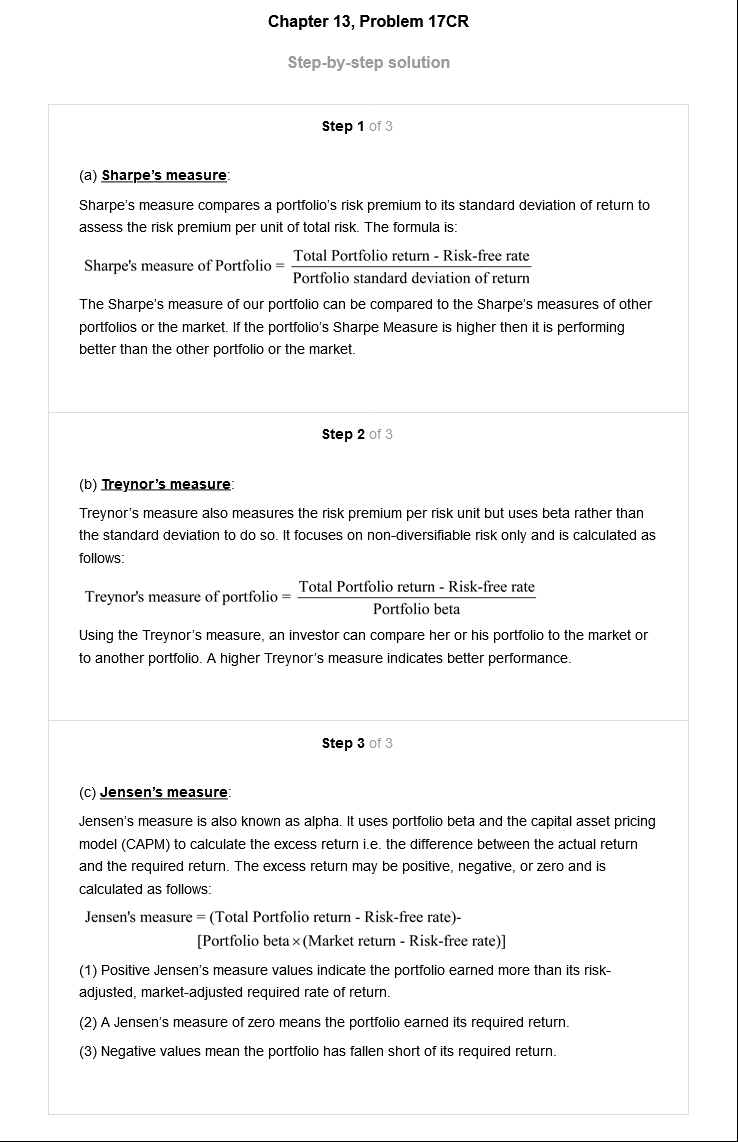 Chapter 13, Problem 17CR
Step-by-step solution
Step 1 of 3
(a) Sharpe's measure:
Sharpe's measure compares a portfolio's risk premium to its standard deviation of return to
assess the risk premium per unit of total risk. The formula is:
Sharpe's measure of Portfolio = Total Portfolio return - Risk-free rate
Portfolio standard deviation of return
The Sharpe's measure of our portfolio can be compared to the Sharpe's measures of other
portfolios or the market. If the portfolio's Sharpe Measure is higher then it is performing
better than the other portfolio or the market.
Step 2 of 3
(b) Treynor's measure:
Treynor's measure also measures the risk premium per risk unit but uses beta rather than
the standard deviation to do so. It focuses on non-diversifiable risk only and is calculated as
follows:
Treynor's measure of portfolio = Total Portfolio return - Risk-free rate
Portfolio beta
Using the Treynor's measure, an investor can compare her or his portfolio to the market or
to another portfolio. A higher Treynor's measure indicates better performance.
Step 3 of 3
(c) Jensen's measure:
Jensen's measure is also known as alpha. It uses portfolio beta and the capital asset pricing
model (CAPM) to calculate the excess return i.e. the difference between the actual return
and the required return. The excess return may be positive, negative, or zero and is
calculated as follows:
Jensen's measure = (Total Portfolio return - Risk-free rate)-
[Portfolio beta × (Market return - Risk-free rate)]
(1) Positive Jensen's measure values indicate the portfolio earned more than its risk-
adjusted, market-adjusted required rate of return.
(2) A Jensen's measure of zero means the portfolio earned its required return.
(3) Negative values mean the portfolio has fallen short of its required return.